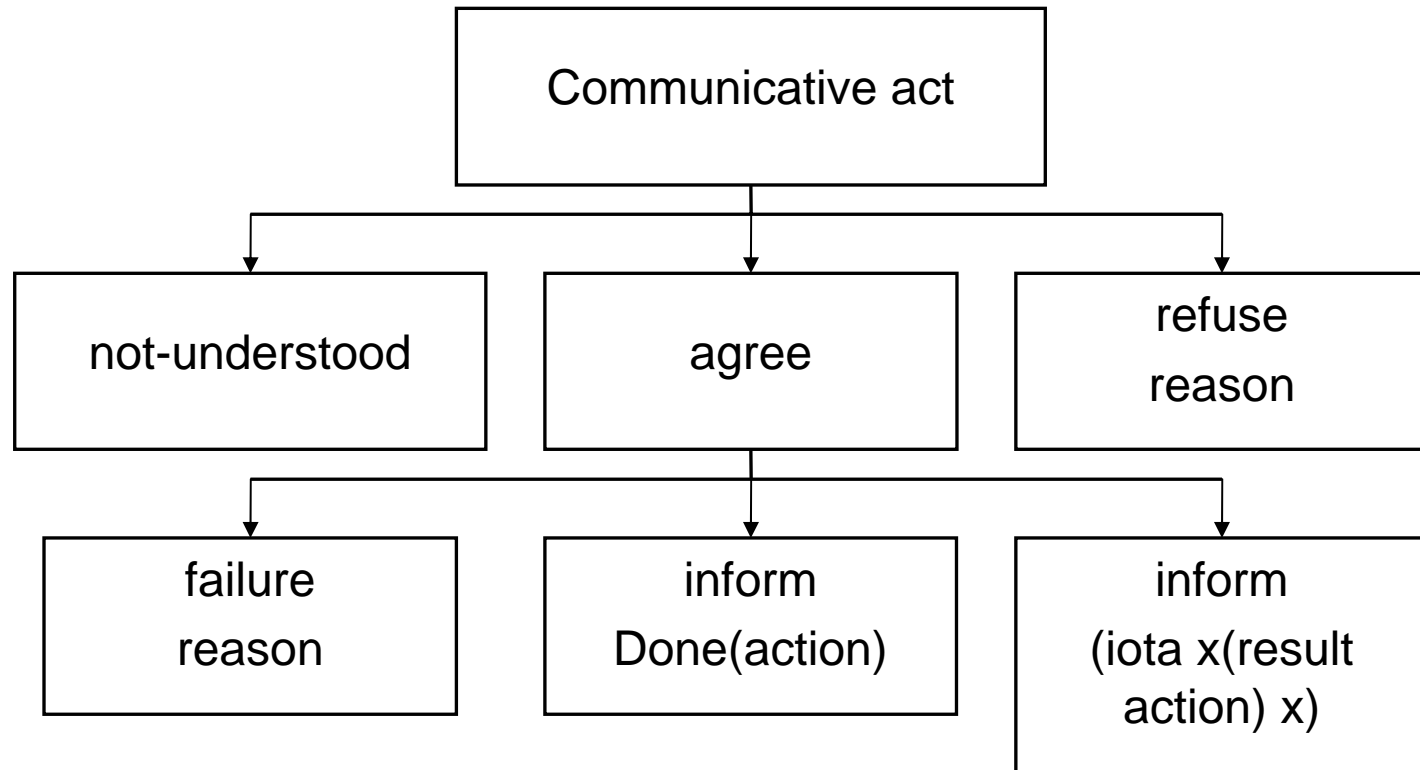 Communicative act
not-understood
agree
refuse
reason
failure
reason
inform
Done(action)
inform
(iota x(result
action) x)